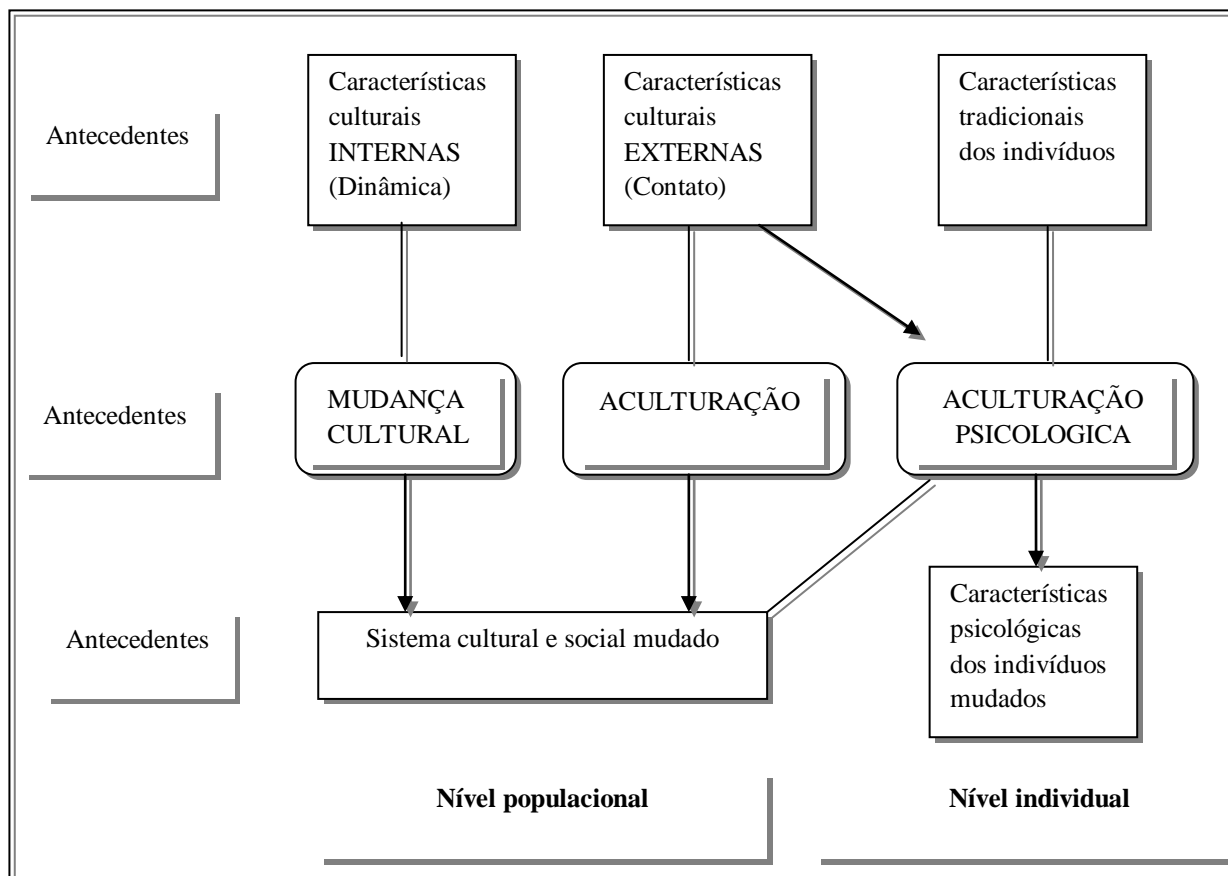 Antecedentes
Características
culturais
INTERNAS
(Dinâmica)
Características
culturais
EXTERNAS
(Contato)
Características
tradicionais
dos indivíduos
Antecedentes
MUDANÇA
CULTURAL
ACULTURAÇÃO
ACULTURAÇÃO
PSICOLOGICA
Antecedentes
Sistema cultural e social mudado
Características
psicológicas
dos indivíduos
mudados
Nível populacional
Nível individual